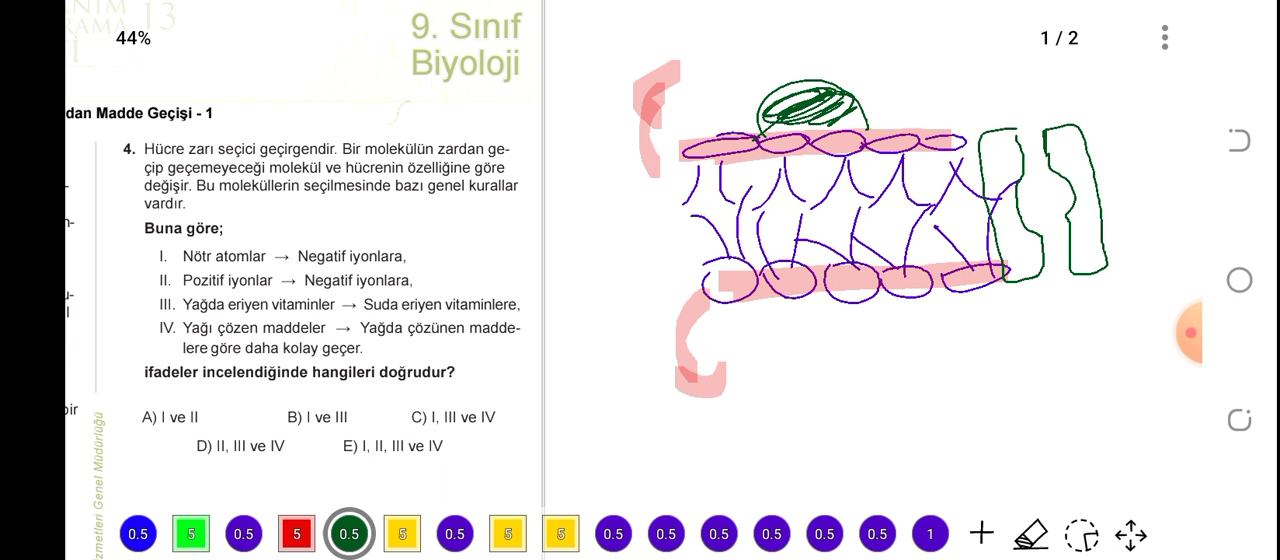 44%
1 / 2
9. Sınıf
Biyoloji
dan Madde Geçişi - 1
4. Hücre zarı seçici geçirgendir. Bir molekülün zardan ge-
çip geçemeyeceği molekül ve hücrenin özelliğine göre
değişir. Bu moleküllerin seçilmesinde bazı genel kurallar
vardır.
Buna göre;
I. Nötr atomlar → Negatif iyonlara,
II. Pozitif iyonlar → Negatif iyonlara,
III. Yağda eriyen vitaminler → Suda eriyen vitaminlere,
IV. Yağı çözen maddeler → Yağda çözünen madde-
lere göre daha kolay geçer.
ifadeler incelendiğinde hangileri doğrudur?
A) I ve II B) I ve III C) I, III ve IV
D) II, III ve IV E) I, II, III ve IV
zmetleri Genel Müdürlüğü
0.5 5 0.5 5 0.5 5 0.5 5 5 0.5 0.5 0.5 0.5 0.5 0.5 1